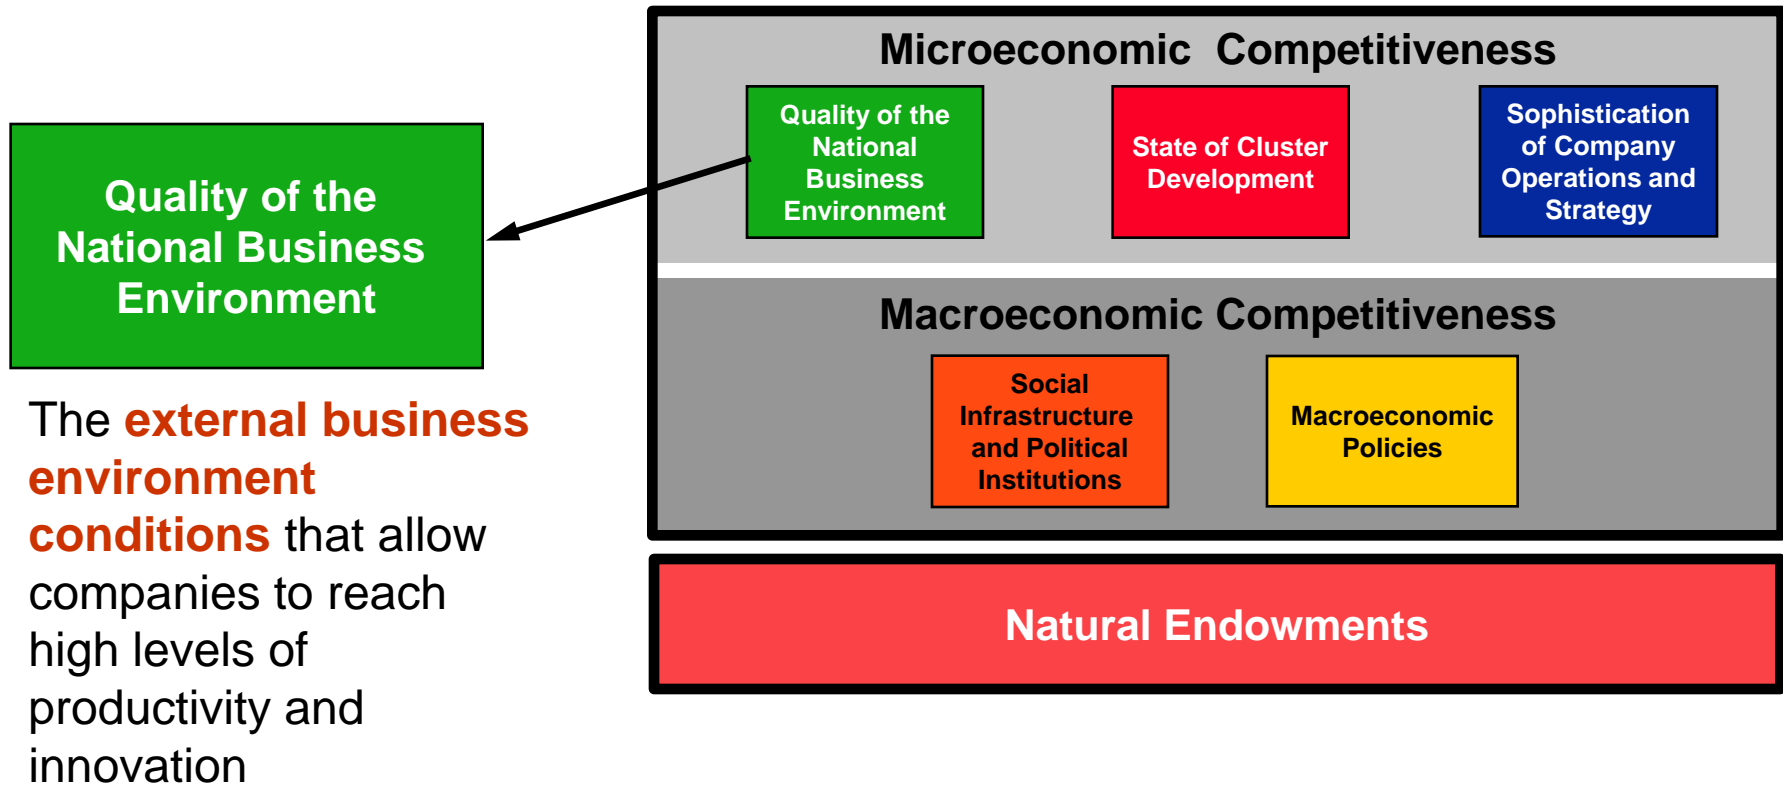 Microeconomic Competitiveness
Quality of the
National
Business
Environment
State of Cluster
Development
Sophistication
of Company
Operations and
Strategy
Quality of the
National Business
Environment
Macroeconomic Competitiveness
Social
Infrastructure
and Political
Institutions
Macroeconomic
Policies
The external business
environment
conditions that allow
companies to reach
high levels of
productivity and
innovation
Natural Endowments